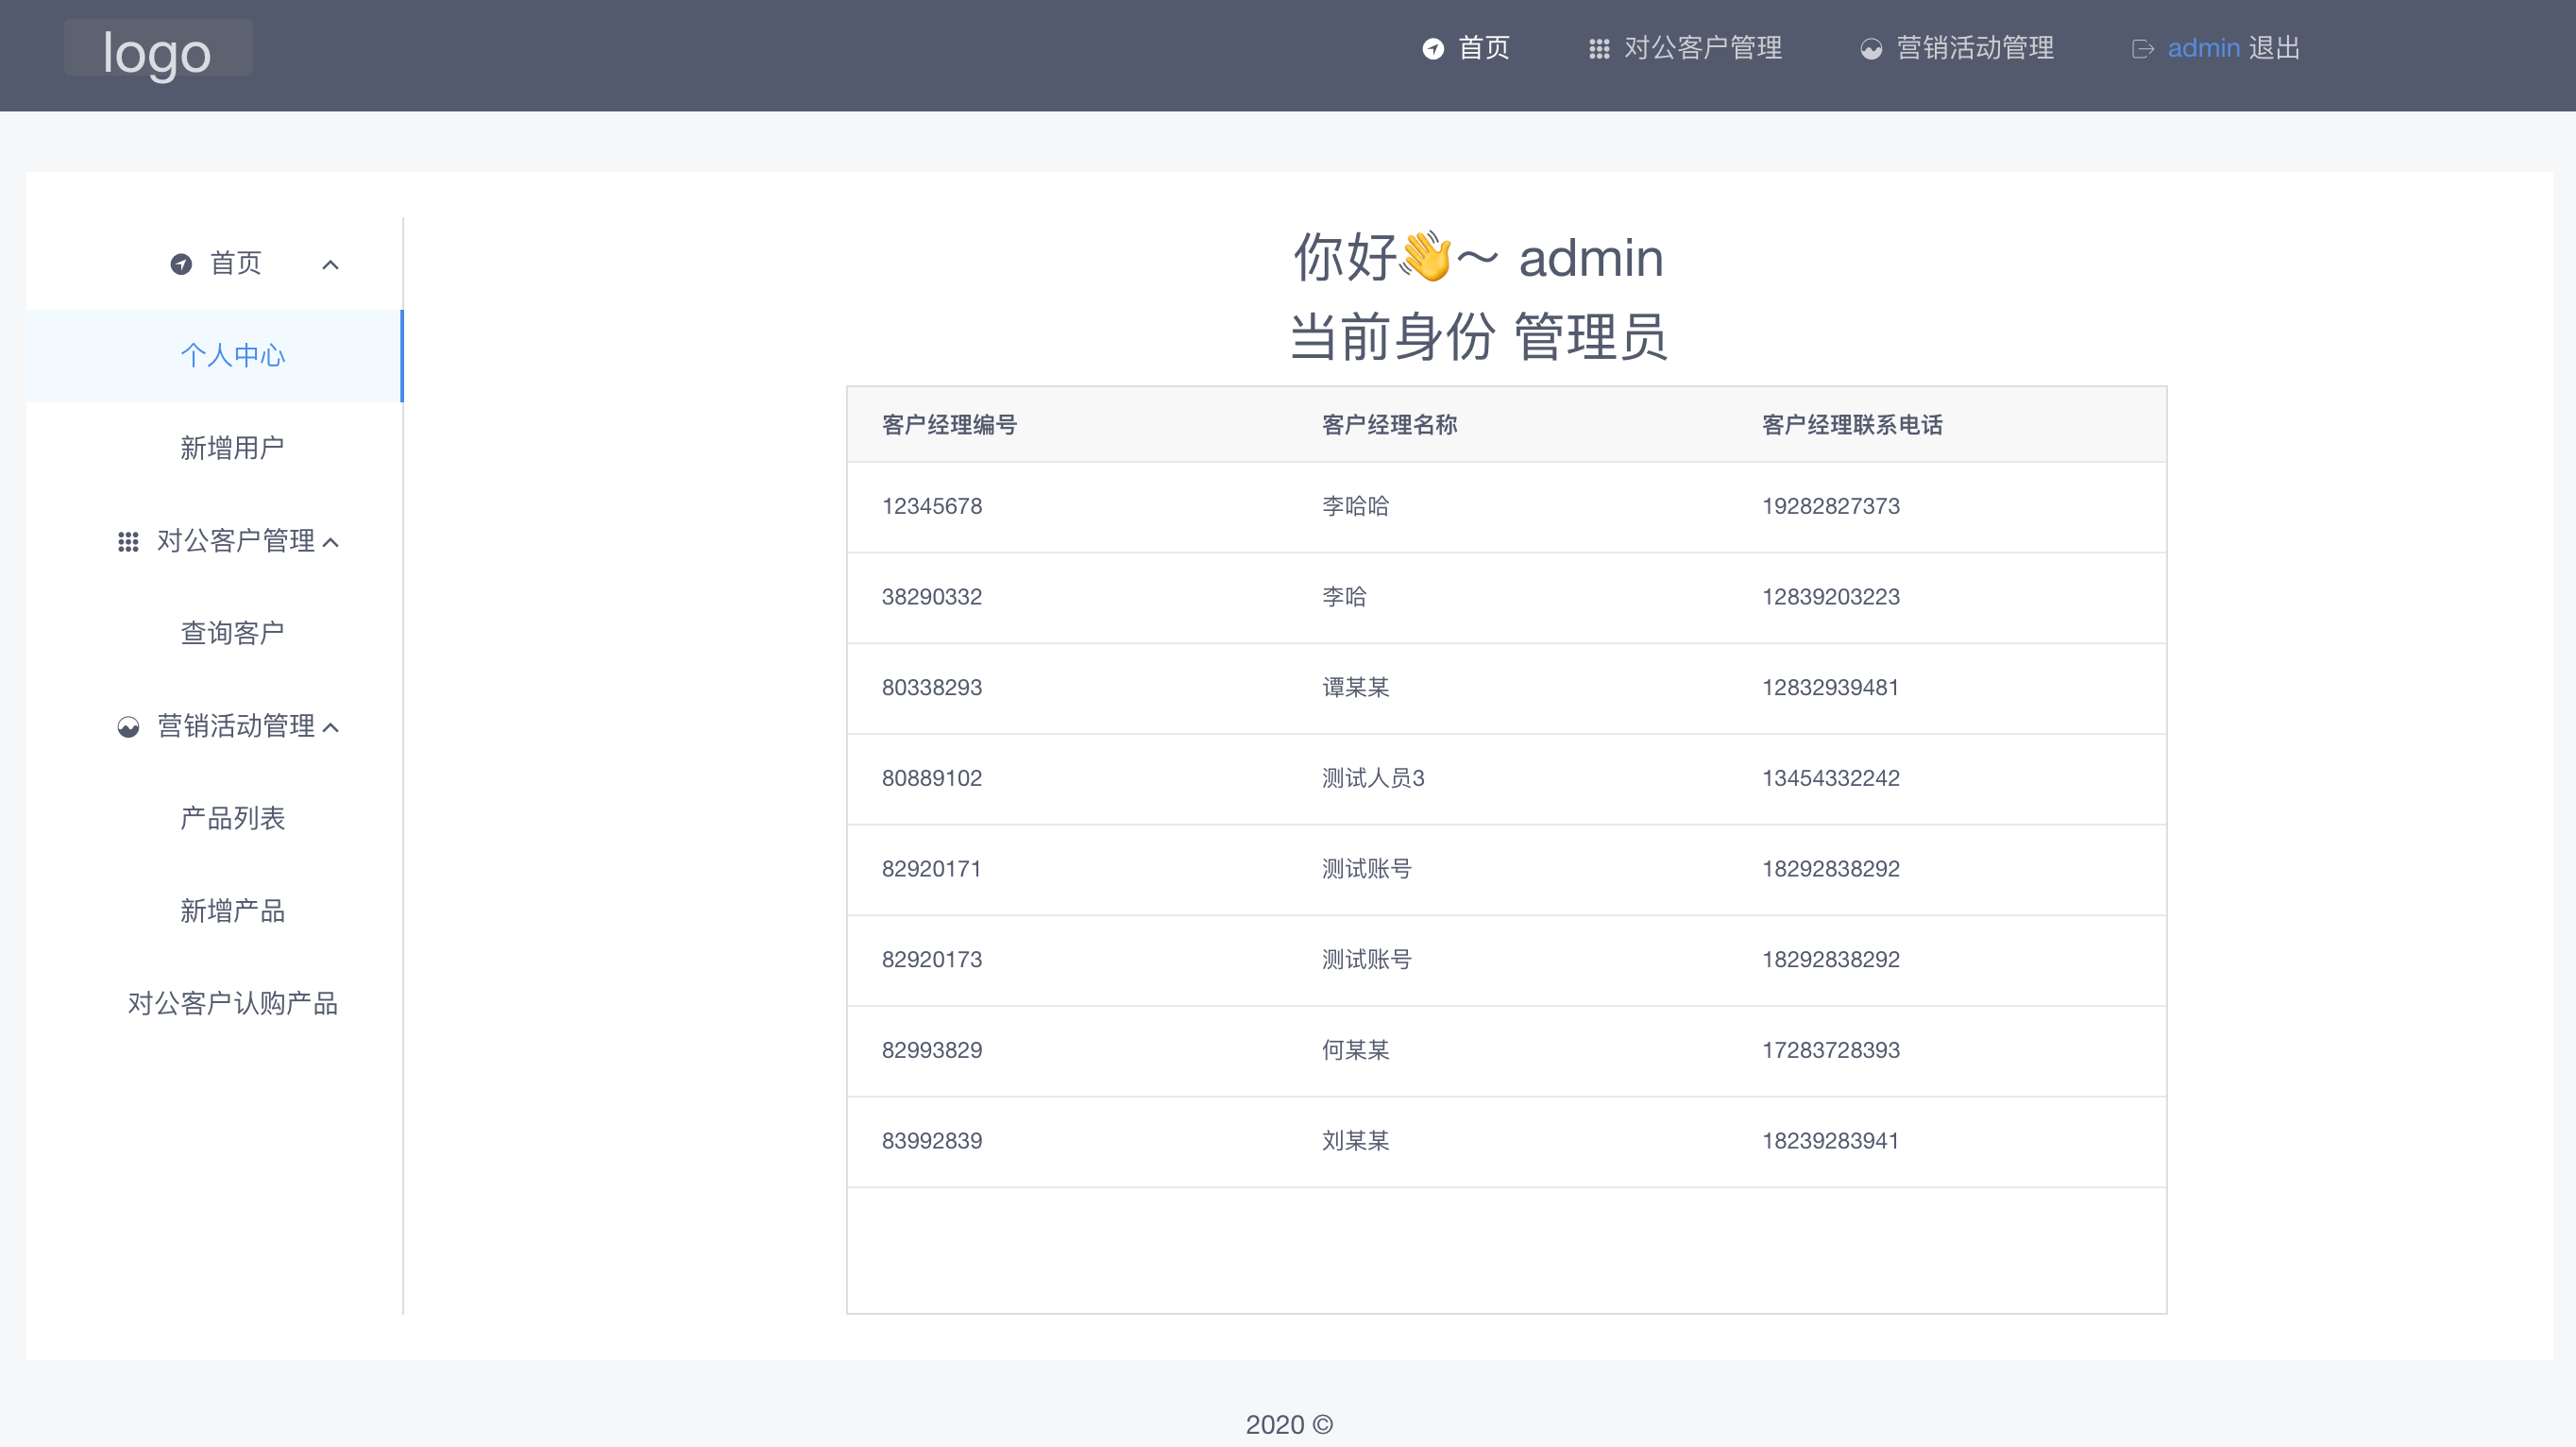 logo
首页 对公客户管理 营销活动管理 admin 退出
首页
个人中心
新增用户
对公客户管理
查询客户
营销活动管理
产品列表
新增产品
对公客户认购产品
你好👋～ admin
当前身份 管理员
客户经理编号 客户经理名称 客户经理联系电话
12345678 李哈哈 19282827373
38290332 李哈 12839203223
80338293 谭某某 12832939481
80889102 测试人员3 13454332242
82920171 测试账号 18292838292
82920173 测试账号 18292838292
82993829 何某某 17283728393
83992839 刘某某 18239283941
2020 ©